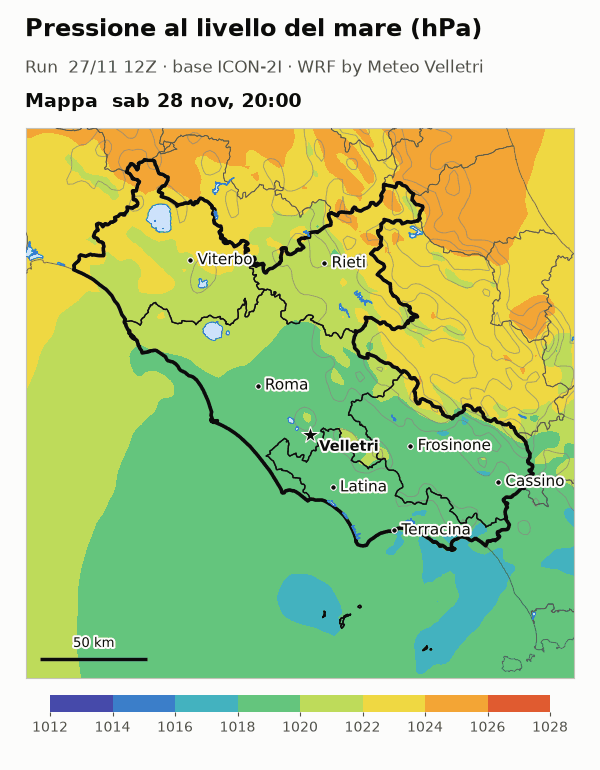 Pressione al livello del mare (hPa)
Run  27/11 12Z · base ICON-2I · WRF by Meteo Velletri
Mappa  sab 28 nov, 20:00
Viterbo
Rieti
Roma
Velletri
Frosinone
Cassino
Latina
Terracina
50 km
1012 1014 1016 1018 1020 1022 1024 1026 1028